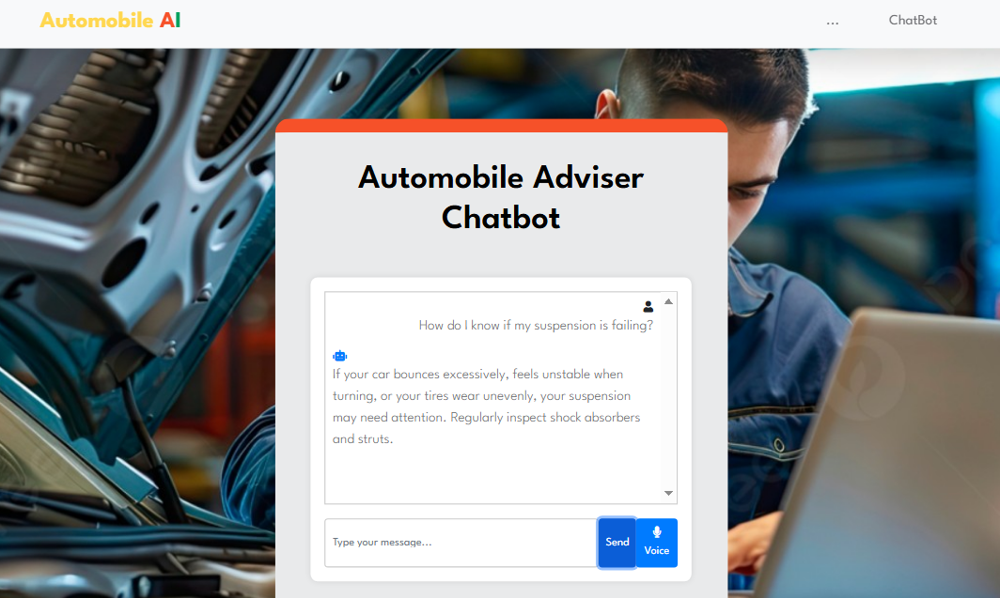 Automobile AI
... ChatBot
Automobile Adviser
Chatbot
How do I know if my suspension is failing?
If your car bounces excessively, feels unstable when
turning, or your tires wear unevenly, your suspension
may need attention. Regularly inspect shock absorbers
and struts.
Type your message...
Send
Voice